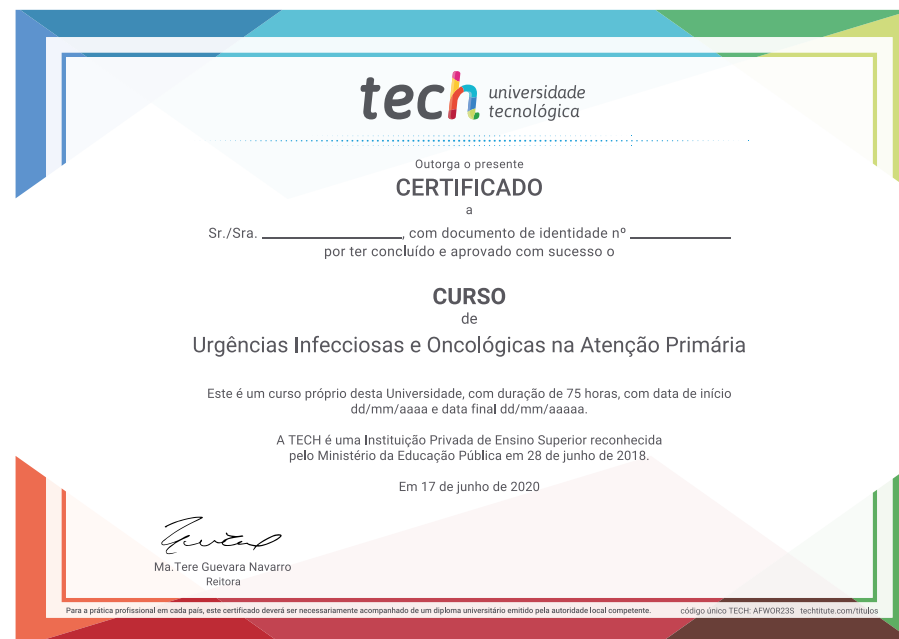 tech universidade
tecnológica
Outorga o presente
CERTIFICADO
a
Sr./Sra. ________________, com documento de identidade nº ________________
por ter concluído e aprovado com sucesso o
CURSO
de
Urgências Infecciosas e Oncológicas na Atenção Primária
Este é um curso próprio desta Universidade, com duração de 75 horas, com data de início
dd/mm/aaaa e data final dd/mm/aaaaa.
A TECH é uma Instituição Privada de Ensino Superior reconhecida
pelo Ministério da Educação Pública em 28 de junho de 2018.
Em 17 de junho de 2020
Ma.Tere Guevara Navarro
Reitora
Para a prática profissional em cada país, este certificado deverá ser necessariamente acompanhado de um diploma universitário emitido pela autoridade local competente. código único TECH: AFWOR23S techtitute.com/titulos